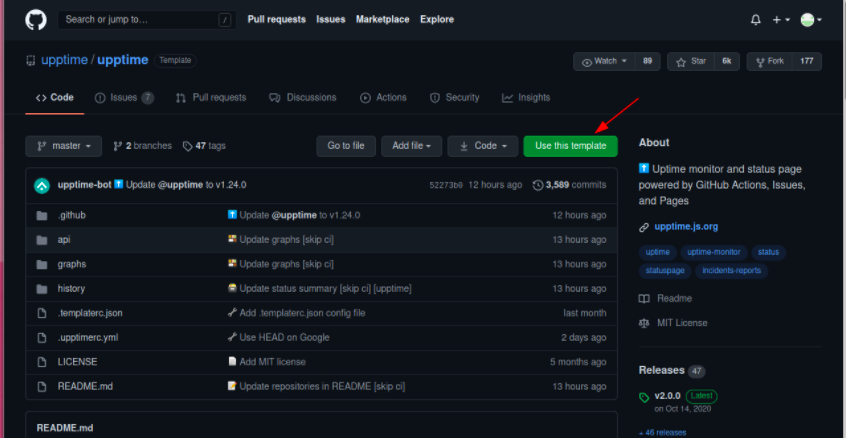 Search or jump to... /
Pull requests Issues Marketplace Explore
upptime / upptime Template
Watch 89 Star 6k Fork 177
Code Issues 7 Pull requests Discussions Actions Security Insights
master 2 branches 47 tags Go to file Add file Code Use this template
upptime-bot Update @upptime to v1.24.0 52273b0 12 hours ago 3,589 commits
.github Update @upptime to v1.24.0 12 hours ago
api Update graphs [skip ci] 13 hours ago
graphs Update graphs [skip ci] 13 hours ago
history Update status summary [skip ci] [upptime] 13 hours ago
.templaterc.json Add .templaterc.json config file last month
.upptimerc.yml Use HEAD on Google 2 days ago
LICENSE Add MIT license 5 months ago
README.md Update repositories in README [skip ci] 13 hours ago
README.md
About
Uptime monitor and status page
powered by GitHub Actions, Issues,
and Pages
upptime.js.org
uptime uptime-monitor status
statuspage incidents-reports
Readme
MIT License
Releases 47
v2.0.0 Latest
on Oct 14, 2020
+ 46 releases